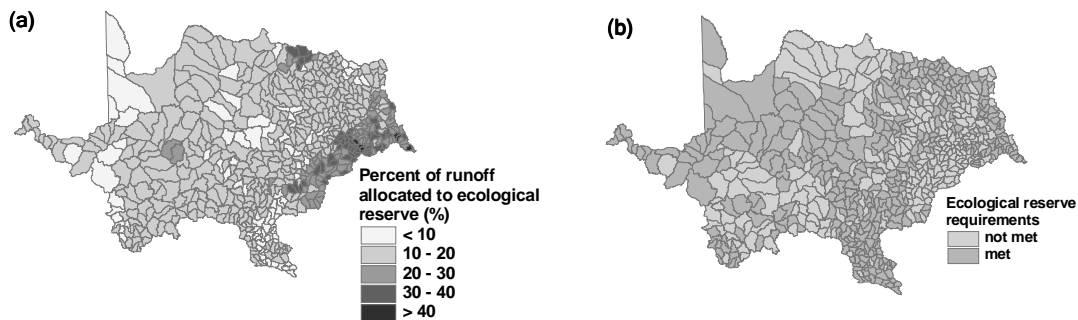 (a)
Percent of runoff
allocated to ecological
reserve (%)
< 10
10 - 20
20 - 30
30 - 40
> 40
(b)
Ecological reserve
requirements
not met
met